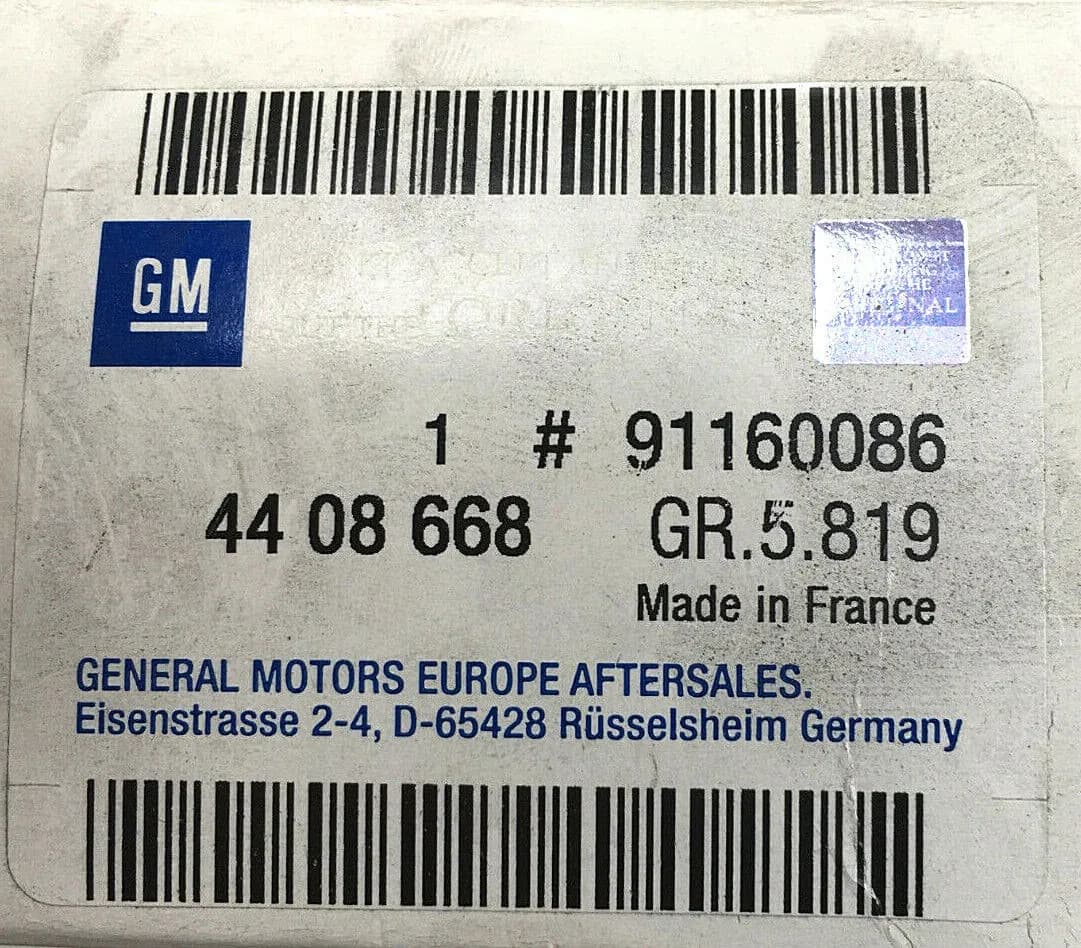 GM
ORIGINAL
1 # 91160086
44 08 668 GR.5.819
Made in France
GENERAL MOTORS EUROPE AFTERSALES.
Eisenstrasse 2-4, D-65428 Rüsselsheim Germany